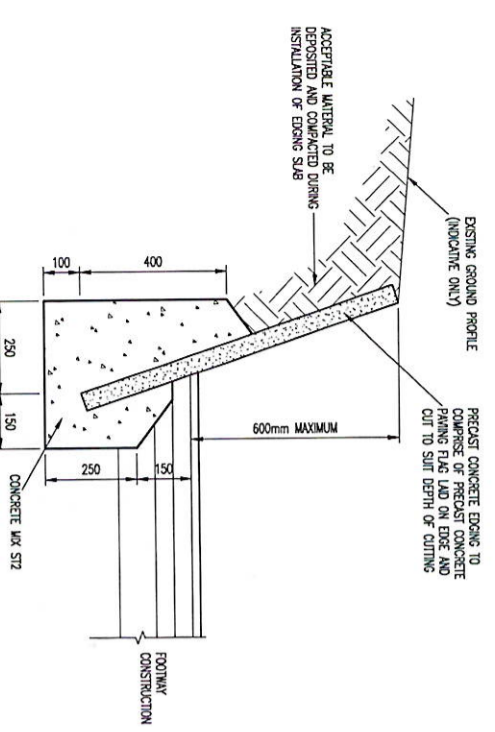 EXISTING GROUND PROFILE
(INDICATIVE ONLY)
PRECAST CONCRETE EDGING TO
COMPRISE OF PRECAST CONCRETE
PAVING FLAG LAID ON EDGE AND
CUT TO SUIT DEPTH OF CUTTING
ACCEPTABLE MATERIAL TO BE
DEPOSITED AND COMPACTED DURING
INSTALLATION OF EDGING SLAB
600mm MAXIMUM
400
100
150
250
250
150
CONCRETE MIX ST2
FOOTWAY
CONSTRUCTION